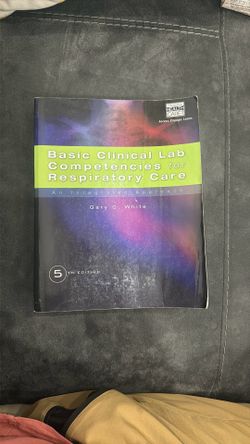 Basic Clinical Lab
Competencies for
Respiratory Care
An Integrated Approach
Gary C. White
5TH EDITION